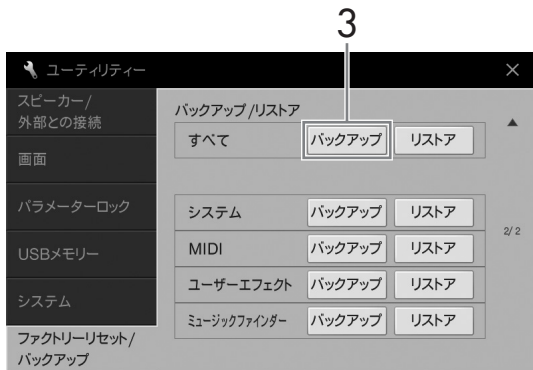 3
ユーティリティー ×
スピーカー/
外部との接続
画面
パラメーターロック
USBメモリー
システム
ファクトリーリセット/
バックアップ
バックアップ/リストア
すべて バックアップ リストア
システム バックアップ リストア
MIDI バックアップ リストア
ユーザーエフェクト バックアップ リストア
ミュージックファインダー バックアップ リストア
2/2